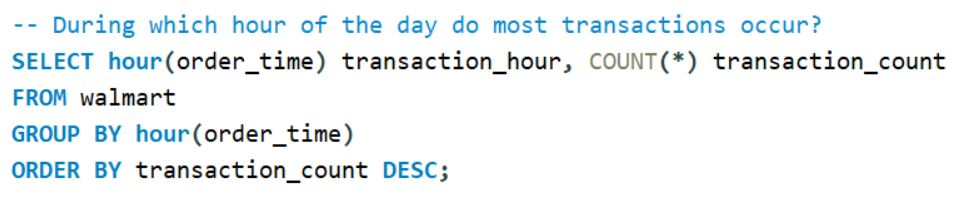 -- During which hour of the day do most transactions occur?
SELECT hour(order_time) transaction_hour, COUNT(*) transaction_count
FROM walmart
GROUP BY hour(order_time)
ORDER BY transaction_count DESC;